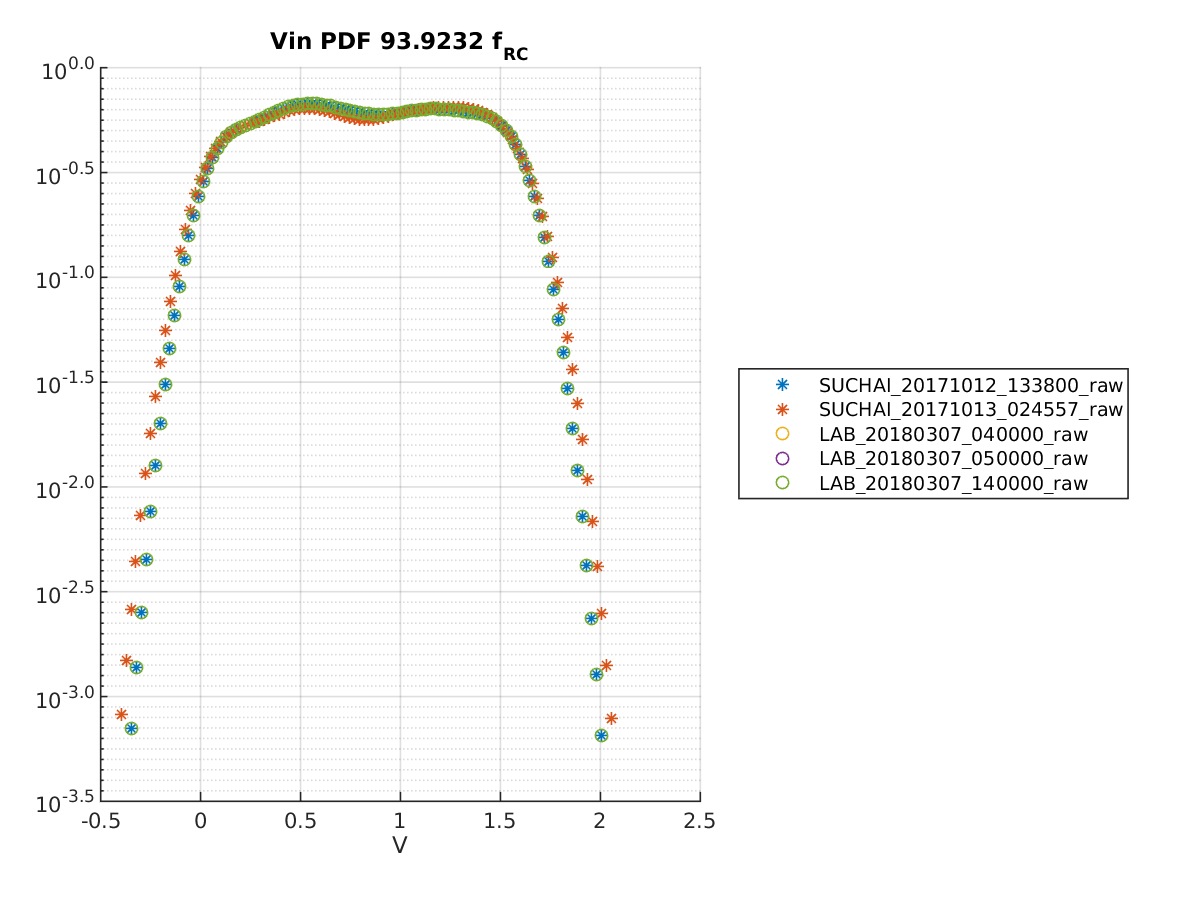 Vin PDF 93.9232 f_RC
10^0.0
10^-0.5
10^-1.0
10^-1.5
10^-2.0
10^-2.5
10^-3.0
10^-3.5
-0.5 0 0.5 1 1.5 2 2.5
V
SUCHAI_20171012_133800_raw
SUCHAI_20171013_024557_raw
LAB_20180307_040000_raw
LAB_20180307_050000_raw
LAB_20180307_140000_raw